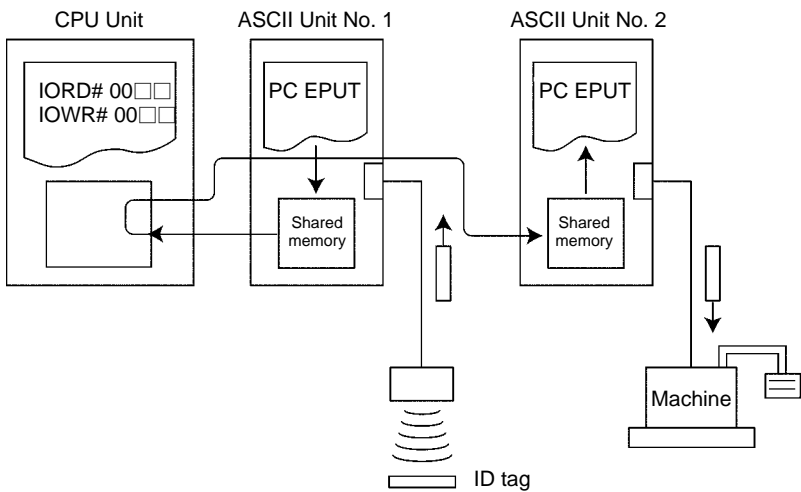 CPU Unit
ASCII Unit No. 1
ASCII Unit No. 2
IORD# 00□□
IOWR# 00□□
PC EPUT
PC EPUT
Shared
memory
Shared
memory
Machine
ID tag